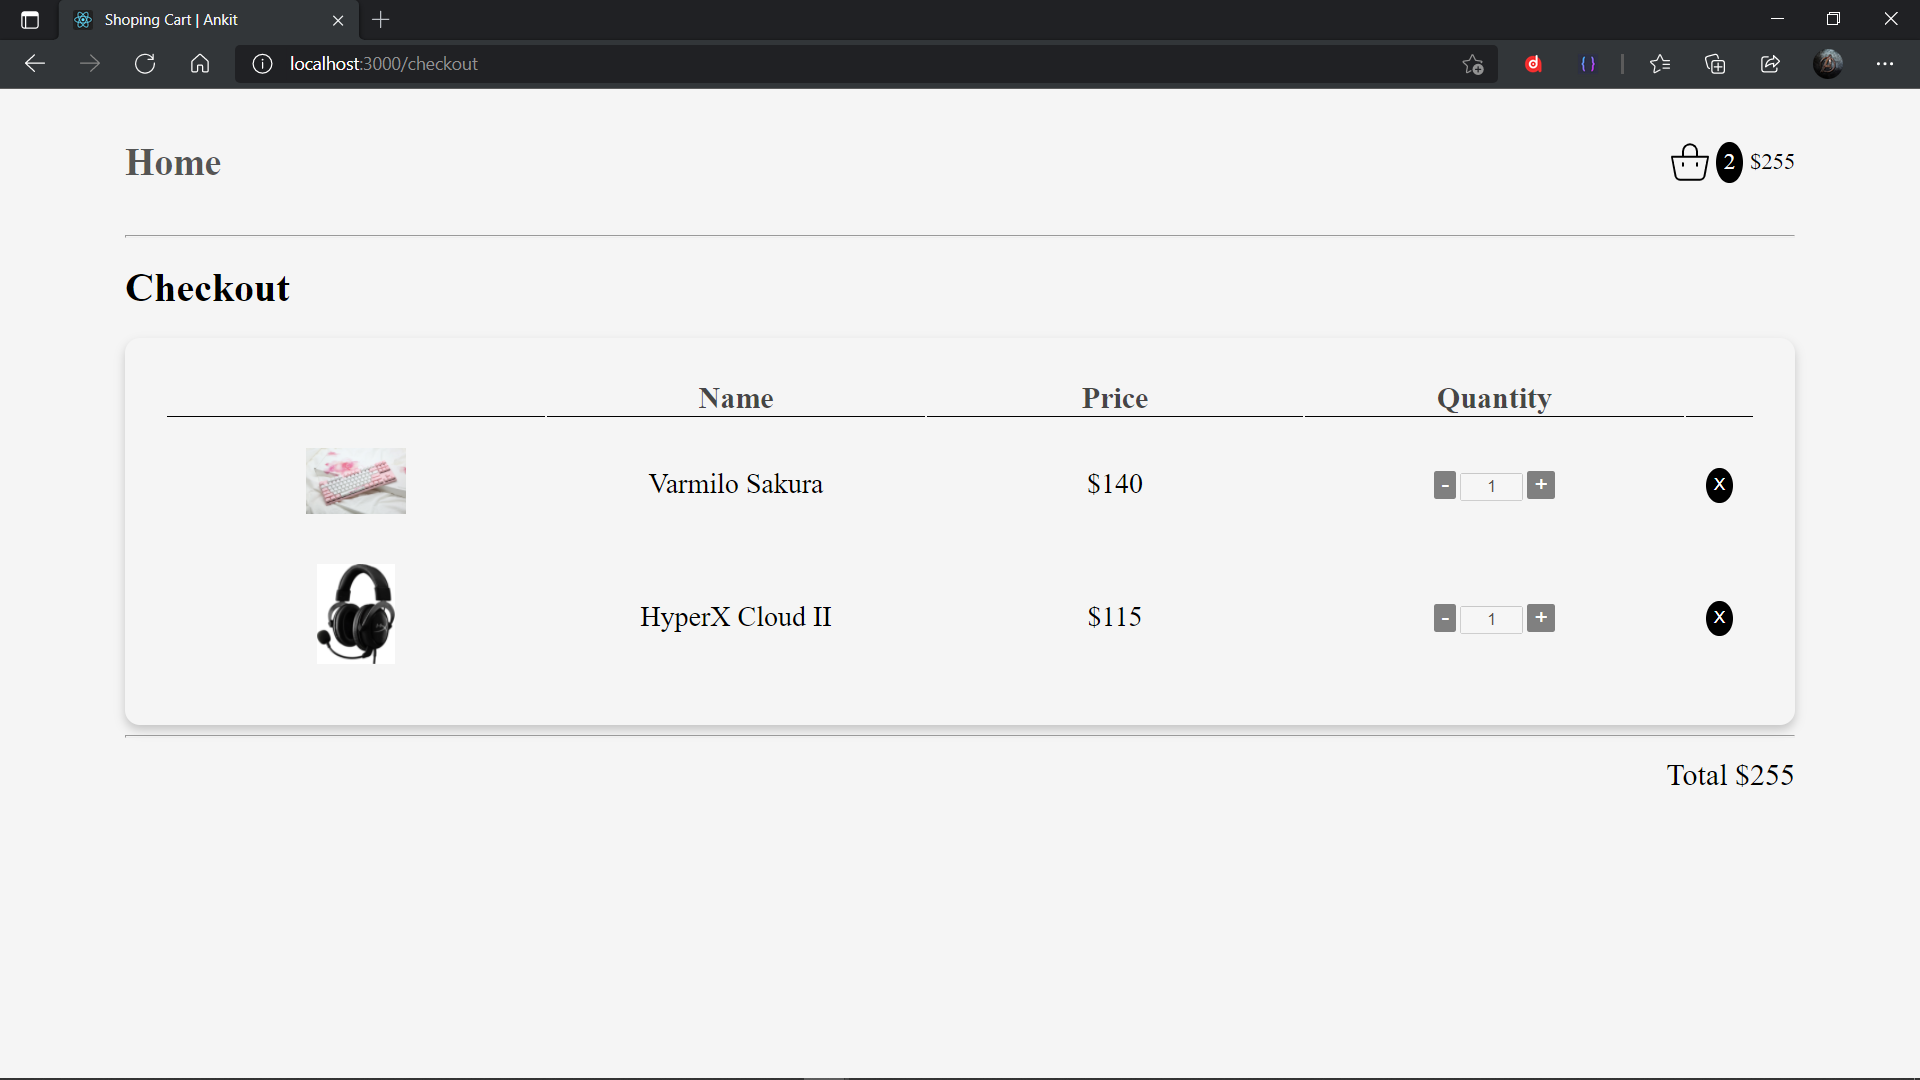 Shoping Cart | Ankit
localhost:3000/checkout
Home
2 $255
Checkout
Name Price Quantity
Varmilo Sakura $140 - 1 + X
HyperX Cloud II $115 - 1 + X
Total $255